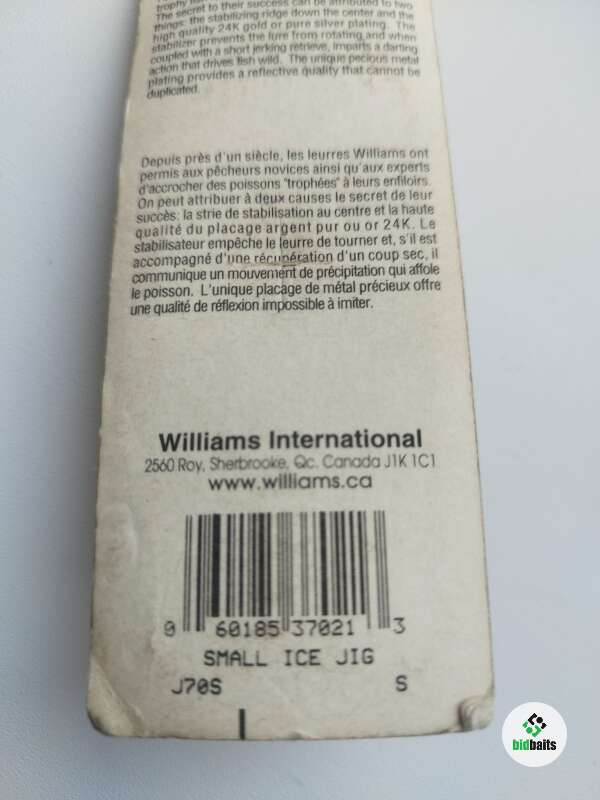 The secret to their success can be attributed to two
things: the stabilizing ridge down the center and the
high quality 24K gold or pure silver plating. The
stabilizer prevents the lure from rotating and when
coupled with a short jerking retrieve, imparts a darting
action that drives fish wild. The unique pecious metal
plating provides a reflective quality that cannot be
duplicated.
Depuis près d'un siècle, les leurres Williams ont
permis aux pêcheurs novices ainsi qu'aux experts
d'accrocher des poissons "trophées" à leurs enfiloirs.
On peut attribuer à deux causes le secret de leur
succès: la strie de stabilisation au centre et la haute
qualité du placage argent pur ou or 24K. Le
stabilisateur empêche le leurre de tourner et, s'il est
accompagné d'une récupération d'un coup sec, il
communique un mouvement de précipitation qui affole
le poisson. L'unique placage de métal précieux offre
une qualité de réflexion impossible à imiter.
Williams International
2560 Roy, Sherbrooke, Qc. Canada J1K 1C1
www.williams.ca
0 60185 37021 3
SMALL ICE JIG
J70S S
bidbaits